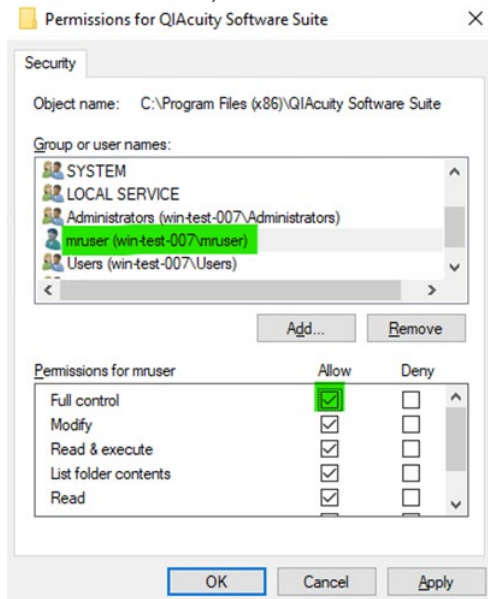 Permissions for QIAcuity Software Suite
Security
Object name: C:\Program Files (x86)\QIAcuity Software Suite
Group or user names:
SYSTEM
LOCAL SERVICE
Administrators (win-test-007\Administrators)
mruser (win-test-007\mruser)
Users (win-test-007\Users)
Add... Remove
Permissions for mruser Allow Deny
Full control
Modify
Read & execute
List folder contents
Read
OK Cancel Apply